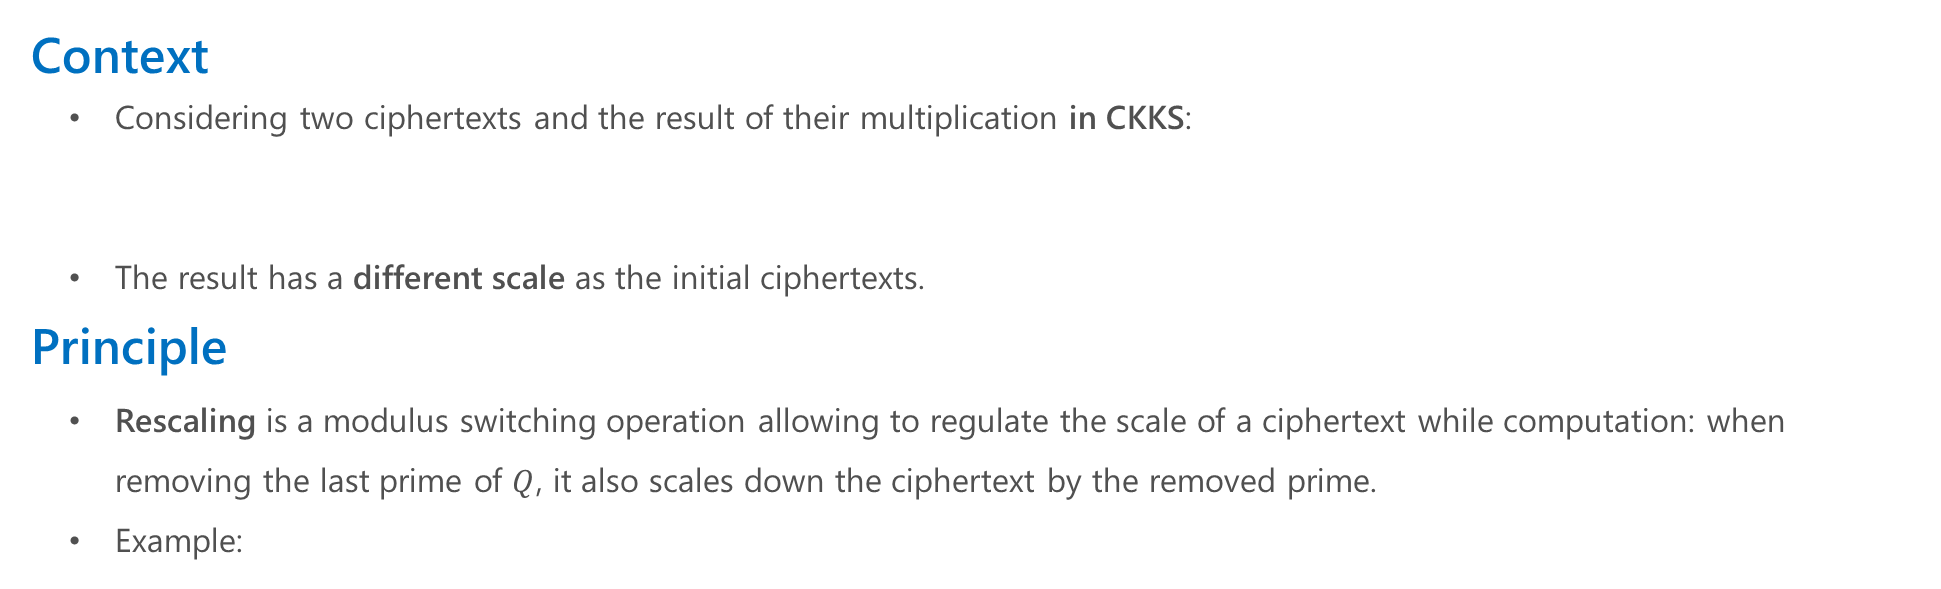 Context
• Considering two ciphertexts and the result of their multiplication in CKKS:
• The result has a different scale as the initial ciphertexts.
Principle
• Rescaling is a modulus switching operation allowing to regulate the scale of a ciphertext while computation: when
removing the last prime of Q, it also scales down the ciphertext by the removed prime.
• Example: